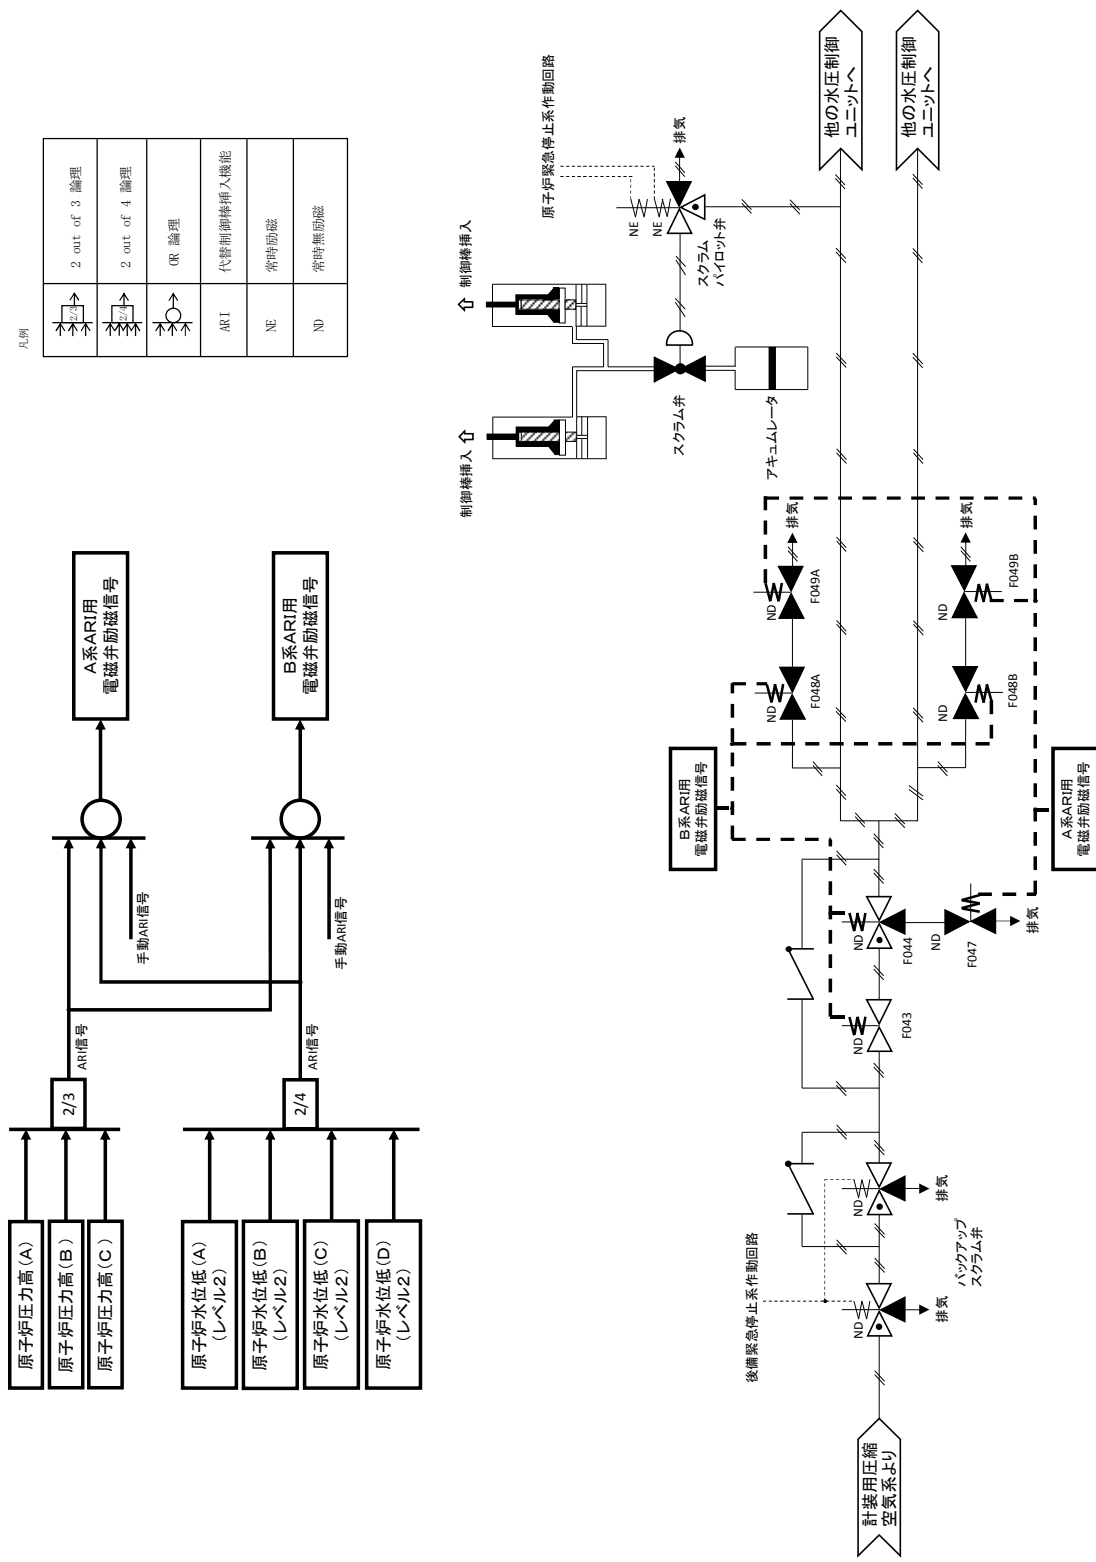 原子炉圧力高(A)
原子炉圧力高(B)
原子炉圧力高(C)
原子炉水位低(A)
(レベル2)
原子炉水位低(B)
(レベル2)
原子炉水位低(C)
(レベル2)
原子炉水位低(D)
(レベル2)
2/3
2/4
ARI信号
ARI信号
手動ARI信号
手動ARI信号
A系ARI用
電磁弁励磁信号
B系ARI用
電磁弁励磁信号
凡例
2/3
2 out of 3 論理
2/4
2 out of 4 論理
OR 論理
ARI
代替制御棒挿入機能
NE
常時励磁
ND
常時無励磁
計装用圧縮
空気系より
後備緊急停止系作動回路
ND
排気
ND
排気
バックアップ
スクラム弁
ND
F043
ND
F044
ND
F047
排気
B系ARI用
電磁弁励磁信号
A系ARI用
電磁弁励磁信号
ND
F048A
ND
F049A
排気
ND
F048B
ND
F049B
排気
制御棒挿入
制御棒挿入
スクラム弁
アキュムレータ
原子炉緊急停止系作動回路
NE
NE
排気
スクラム
パイロット弁
他の水圧制御
ユニットへ
他の水圧制御
ユニットへ